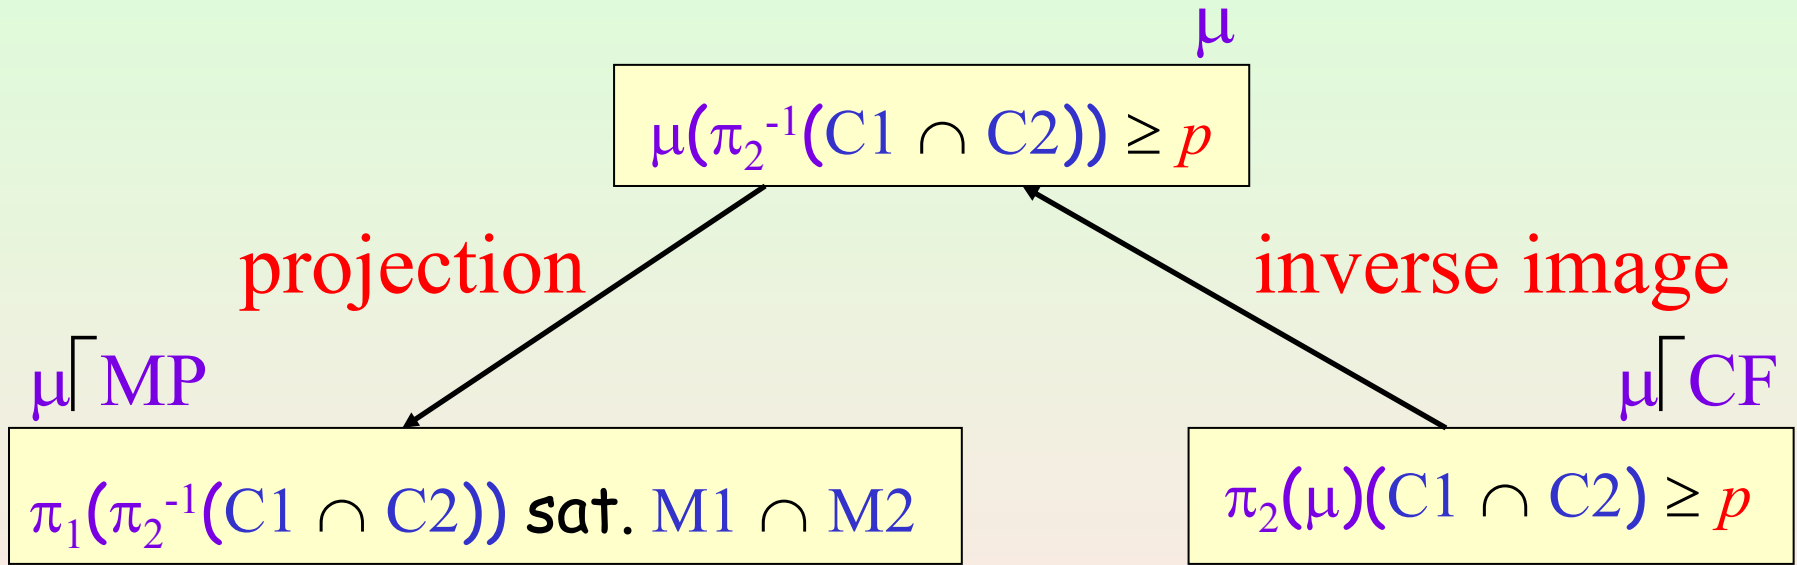 μ
μ(π₂⁻¹(C1 ∩ C2)) ≥ p
projection
inverse image
μ⌈MP
μ⌈CF
π₁(π₂⁻¹(C1 ∩ C2)) sat. M1 ∩ M2
π₂(μ)(C1 ∩ C2) ≥ p